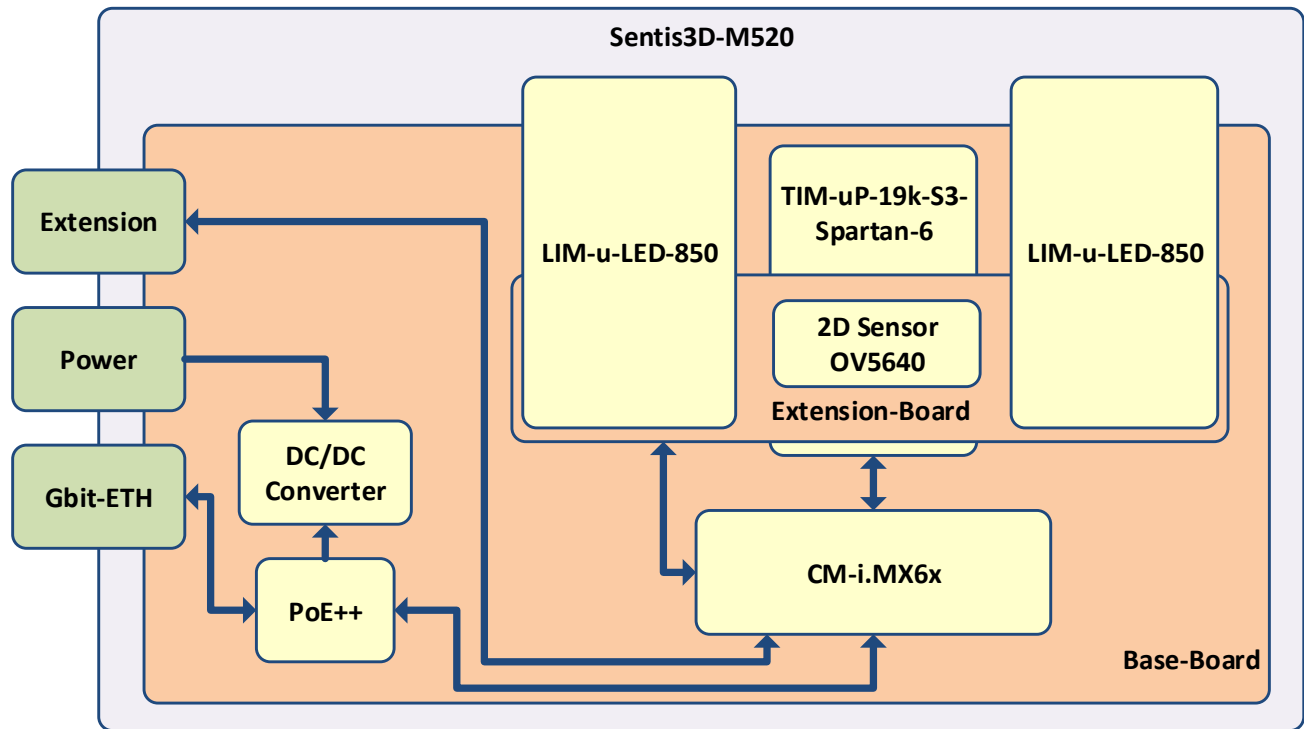 Sentis3D-M520
Extension
LIM-u-LED-850
TIM-uP-19k-S3-
Spartan-6
LIM-u-LED-850
Power
2D Sensor
OV5640
Extension-Board
Gbit-ETH
DC/DC
Converter
PoE++
CM-i.MX6x
Base-Board